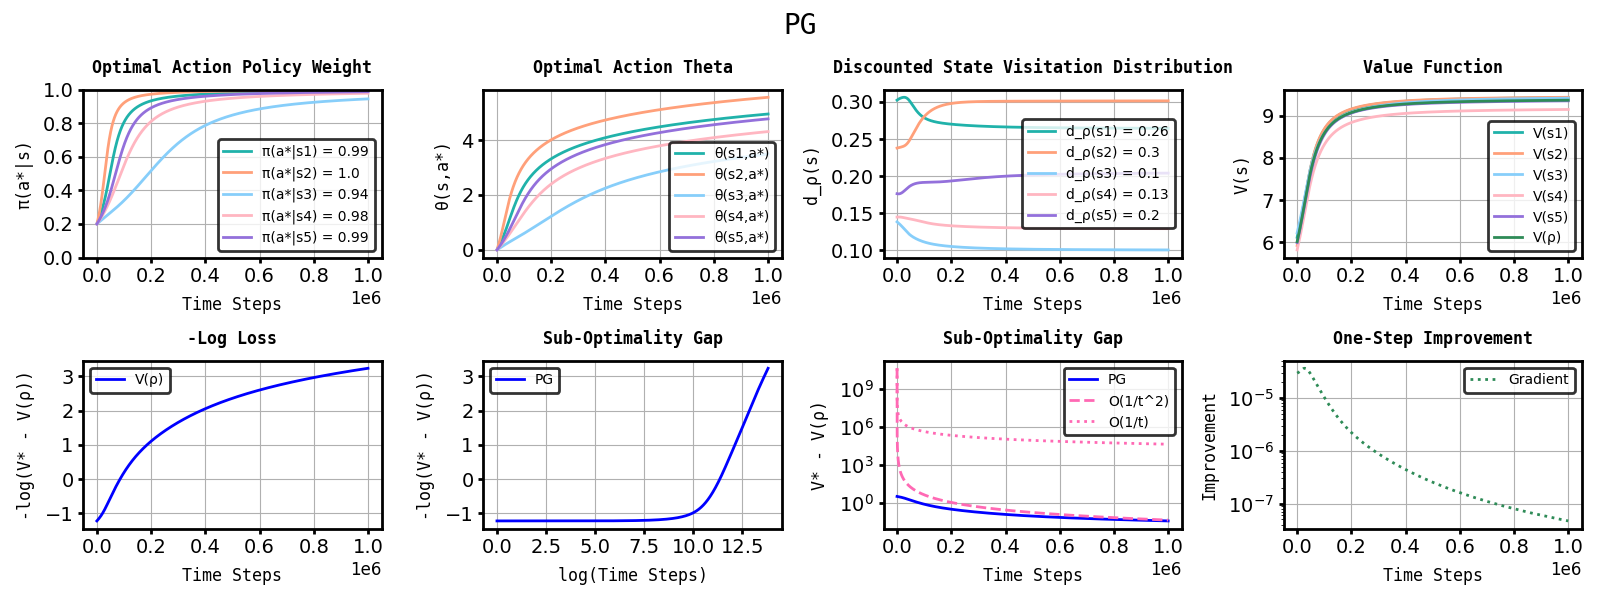 PG
Optimal Action Policy Weight
π(a*|s)
1.0
0.8
0.6
0.4
0.2
0.0
π(a*|s1) = 0.99
π(a*|s2) = 1.0
π(a*|s3) = 0.94
π(a*|s4) = 0.98
π(a*|s5) = 0.99
0.0 0.2 0.4 0.6 0.8 1.0
1e6
Time Steps
Optimal Action Theta
θ(s,a*)
4
2
0
θ(s1,a*)
θ(s2,a*)
θ(s3,a*)
θ(s4,a*)
θ(s5,a*)
0.0 0.2 0.4 0.6 0.8 1.0
1e6
Time Steps
Discounted State Visitation Distribution
d_ρ(s)
0.30
0.25
0.20
0.15
0.10
d_ρ(s1) = 0.26
d_ρ(s2) = 0.3
d_ρ(s3) = 0.1
d_ρ(s4) = 0.13
d_ρ(s5) = 0.2
0.0 0.2 0.4 0.6 0.8 1.0
1e6
Time Steps
Value Function
V(s)
9
8
7
6
V(s1)
V(s2)
V(s3)
V(s4)
V(s5)
V(ρ)
0.0 0.2 0.4 0.6 0.8 1.0
1e6
Time Steps
-Log Loss
-log(V* - V(ρ))
3
2
1
0
−1
V(ρ)
0.0 0.2 0.4 0.6 0.8 1.0
1e6
Time Steps
Sub-Optimality Gap
-log(V* - V(ρ))
3
2
1
0
−1
PG
0.0 2.5 5.0 7.5 10.0 12.5
log(Time Steps)
Sub-Optimality Gap
V* - V(ρ)
10^9
10^6
10^3
10^0
PG
O(1/t^2)
O(1/t)
0.0 0.2 0.4 0.6 0.8 1.0
1e6
Time Steps
One-Step Improvement
Improvement
10^−5
10^−6
10^−7
Gradient
0.0 0.2 0.4 0.6 0.8 1.0
1e6
Time Steps